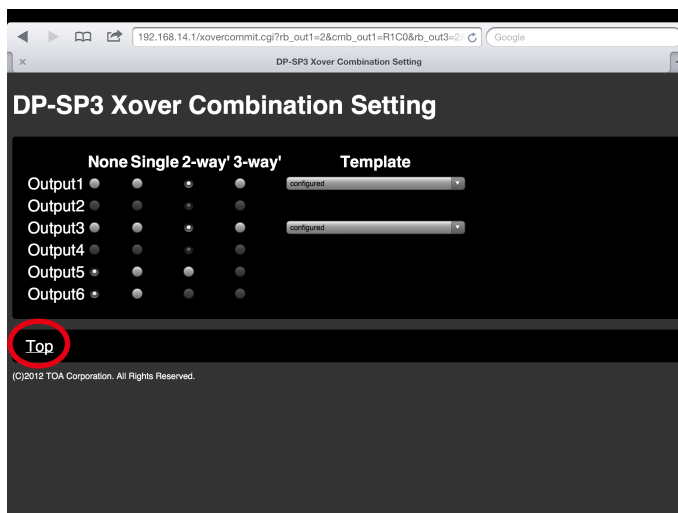 192.168.14.1/xovercommit.cgi?rb_out1=2&cmb_out1=R1C0&rb_out3=2
Google
DP-SP3 Xover Combination Setting
DP-SP3 Xover Combination Setting
None Single 2-way' 3-way' Template
Output1 configured
Output2
Output3 configured
Output4
Output5
Output6
Top
(C)2012 TOA Corporation. All Rights Reserved.